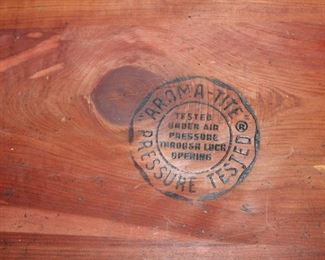 "AROMA-TITE" ®
TESTED
UNDER AIR
PRESSURE
THROUGH LOCK
OPENING
PRESSURE TESTED